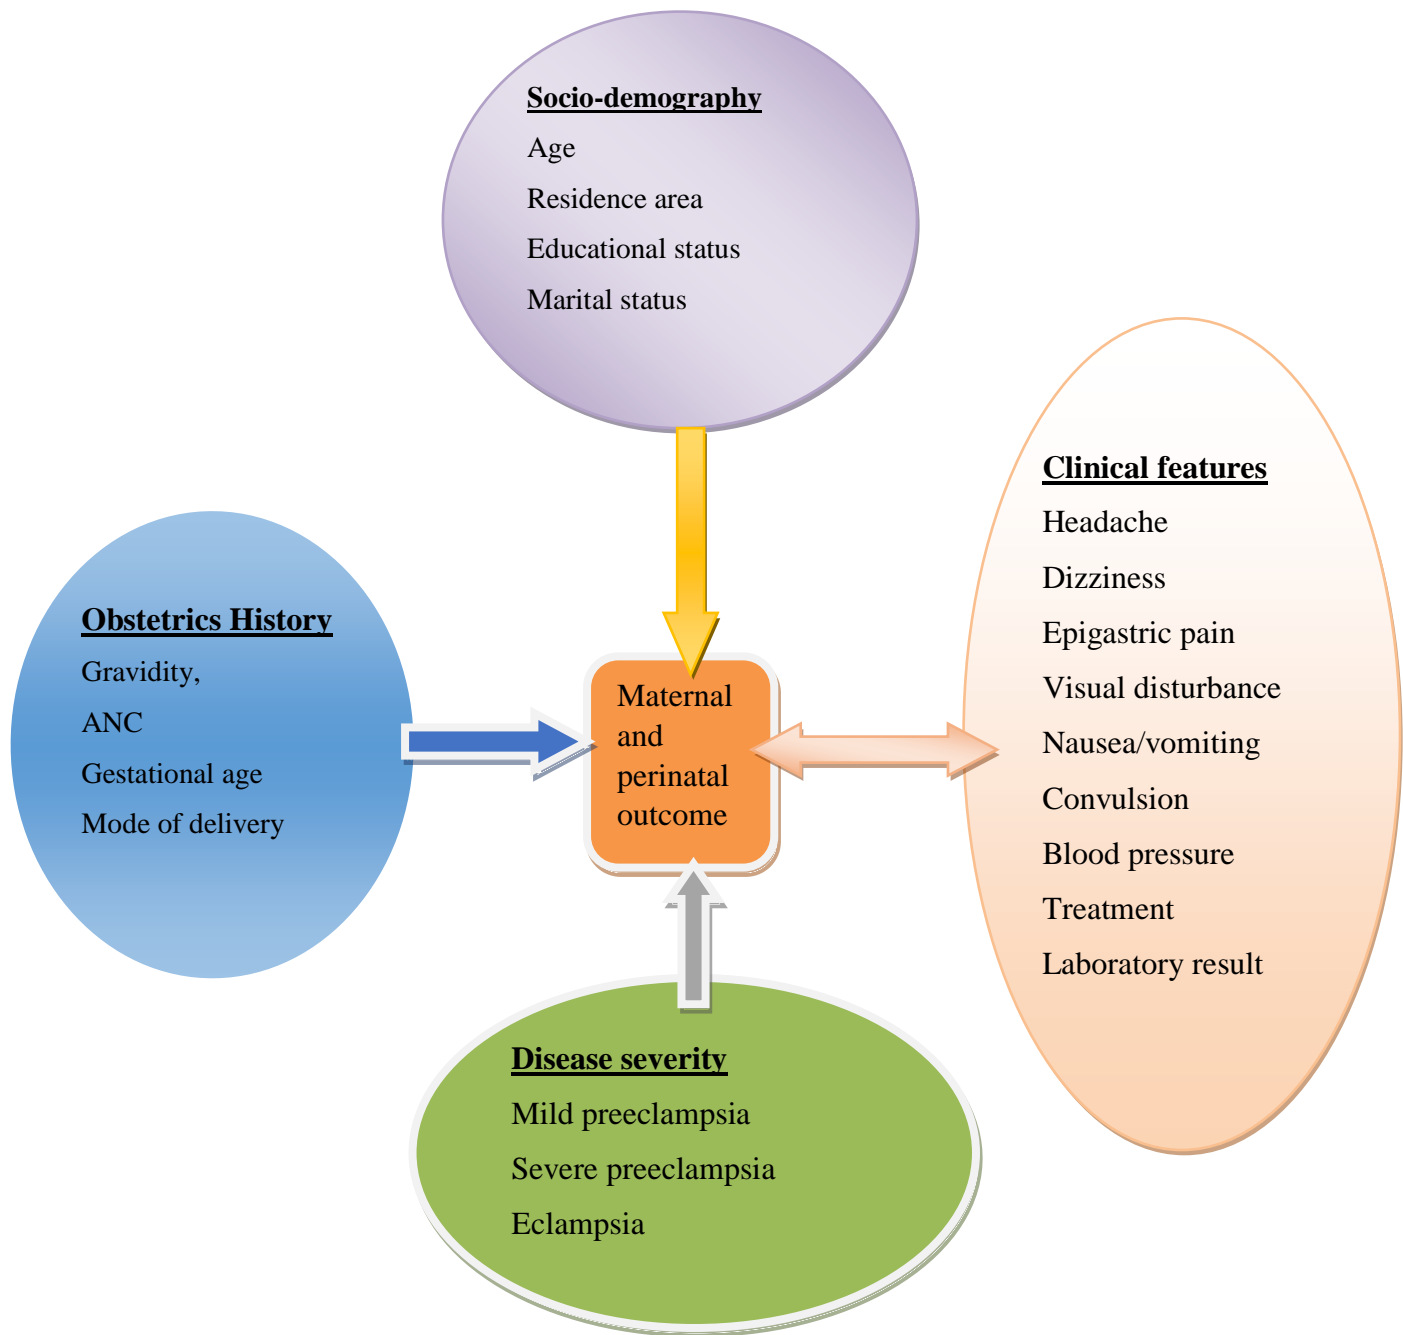 Socio-demography
Age
Residence area
Educational status
Marital status
Obstetrics History
Gravidity,
ANC
Gestational age
Mode of delivery
Maternal
and
perinatal
outcome
Clinical features
Headache
Dizziness
Epigastric pain
Visual disturbance
Nausea/vomiting
Convulsion
Blood pressure
Treatment
Laboratory result
Disease severity
Mild preeclampsia
Severe preeclampsia
Eclampsia